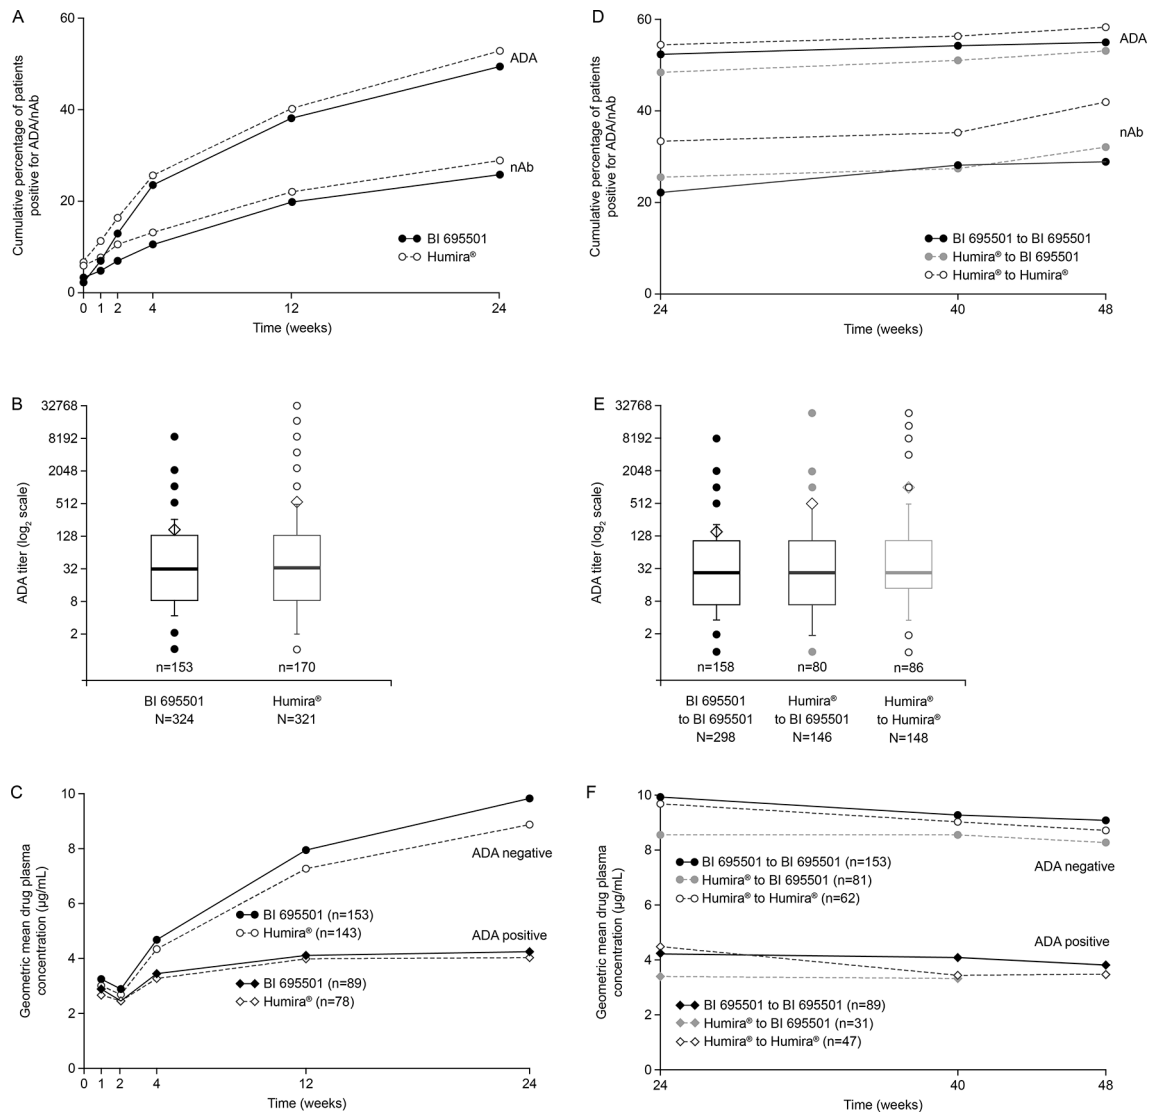 A
Cumulative percentage of patients
positive for ADA/nAb
60
40
20
0
ADA
nAb
BI 695501
Humira®
0 1 2 4 12 24
Time (weeks)
D
Cumulative percentage of patients
positive for ADA/nAb
60
40
20
0
ADA
nAb
BI 695501 to BI 695501
Humira® to BI 695501
Humira® to Humira®
24 40 48
Time (weeks)
B
ADA titer (log2 scale)
32768
8192
2048
512
128
32
8
2
n=153 n=170
BI 695501 Humira®
N=324 N=321
E
ADA titer (log2 scale)
32768
8192
2048
512
128
32
8
2
n=158 n=80 n=86
BI 695501 Humira® Humira®
to BI 695501 to BI 695501 to Humira®
N=298 N=146 N=148
C
Geometric mean drug plasma
concentration (µg/mL)
10
8
6
4
2
0
ADA negative
BI 695501 (n=153)
Humira® (n=143)
ADA positive
BI 695501 (n=89)
Humira® (n=78)
0 1 2 4 12 24
Time (weeks)
F
Geometric mean drug plasma
concentration (µg/mL)
10
8
6
4
2
0
BI 695501 to BI 695501 (n=153)
Humira® to BI 695501 (n=81)
Humira® to Humira® (n=62)
ADA negative
ADA positive
BI 695501 to BI 695501 (n=89)
Humira® to BI 695501 (n=31)
Humira® to Humira® (n=47)
24 40 48
Time (weeks)